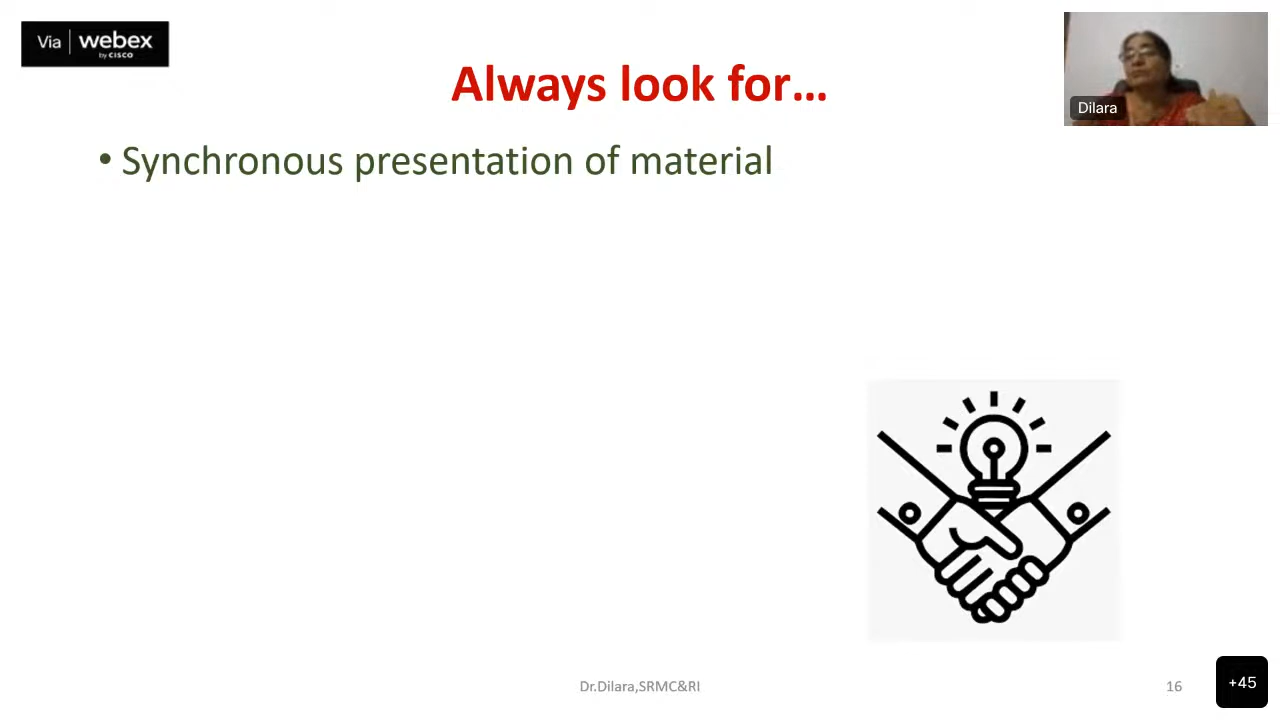 Via webex
by CISCO
Always look for...
Dilara
• Synchronous presentation of material
Dr.Dilara,SRMC&RI
16
+45